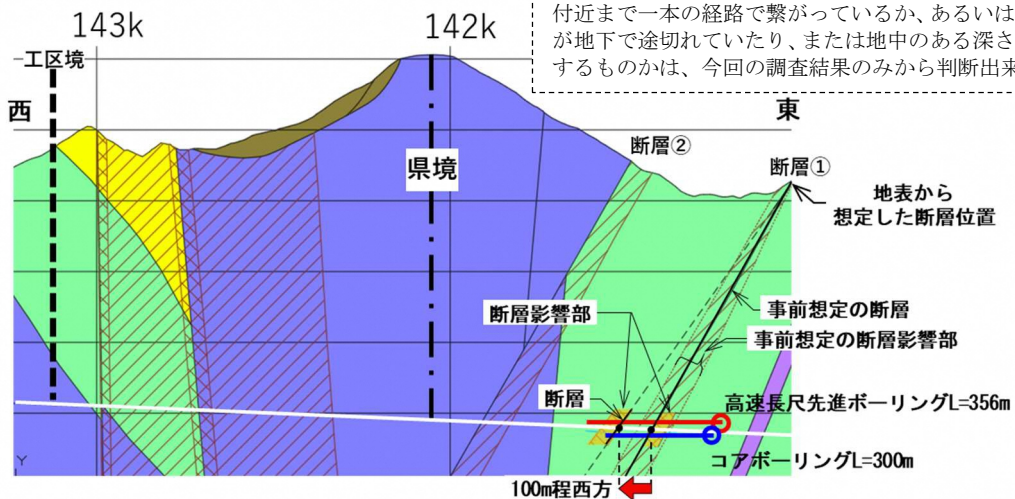 付近まで一本の経路で繋がっているか、あるいは
が地下で途切れていたり、または地中のある深さ
するものかは、今回の調査結果のみから判断出来
143k
142k
工区境
西
東
県境
断層②
断層①
地表から
想定した断層位置
事前想定の断層
断層影響部
事前想定の断層影響部
断層
高速長尺先進ボーリングL=356m
コアボーリングL=300m
100m程西方
Y